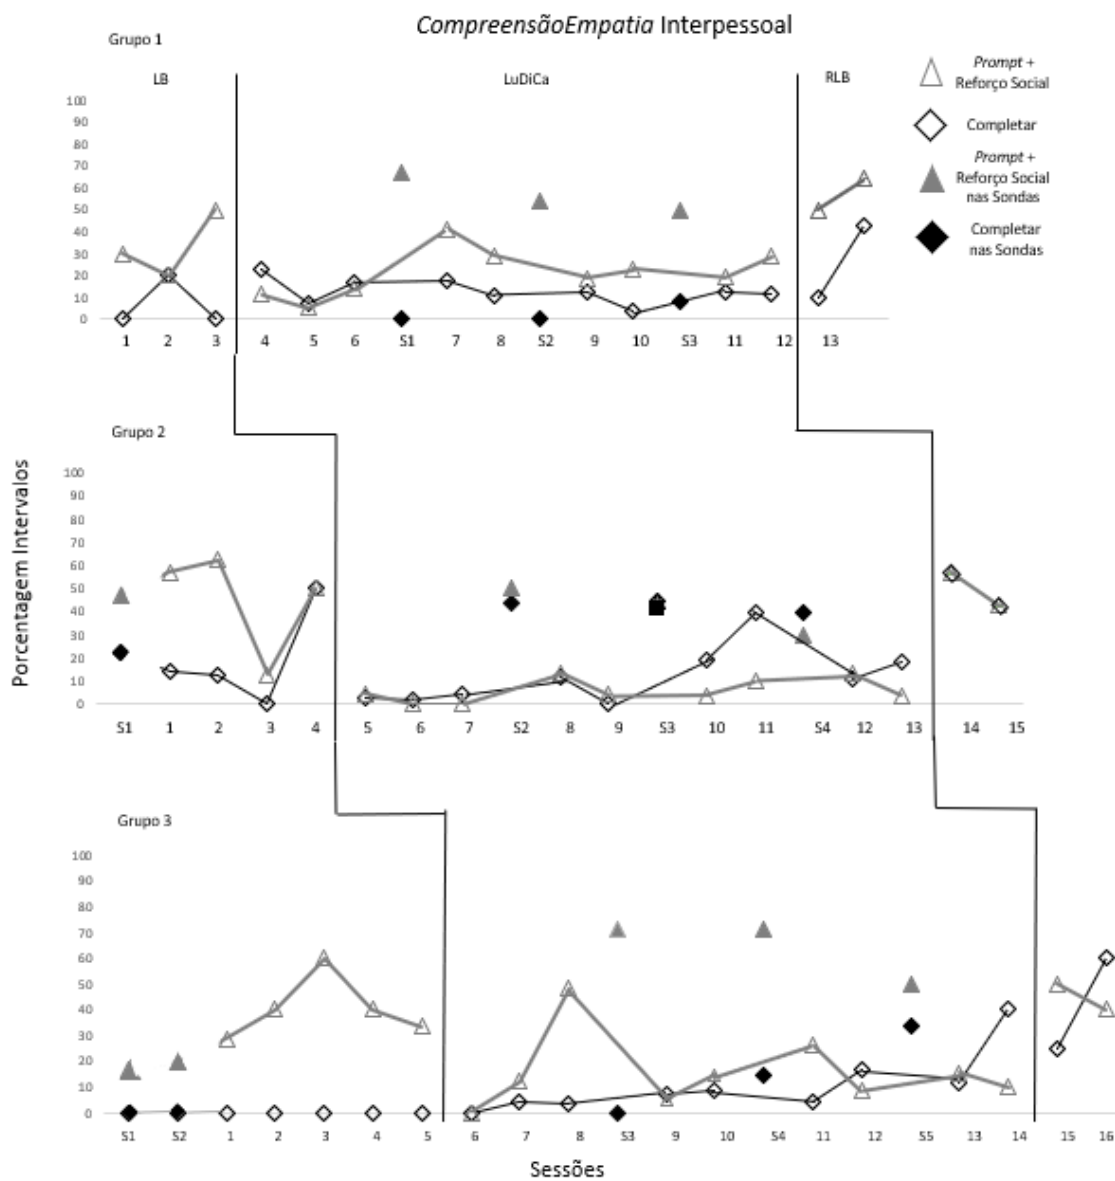 CompreensãoEmpatia Interpessoal
Grupo 1
LB
LuDiCa
RLB
Prompt +
Reforço Social
Completar
Prompt +
Reforço Social
nas Sondas
Completar
nas Sondas
100
90
80
70
60
50
40
30
20
10
0
1 2 3 4 5 6 S1 7 8 S2 9 10 S3 11 12 13
Grupo 2
Porcentagem Intervalos
100
90
80
70
60
50
40
30
20
10
0
S1 1 2 3 4 5 6 7 S2 8 9 S3 10 11 S4 12 13 14 15
Grupo 3
100
90
80
70
60
50
40
30
20
10
0
S1 S2 1 2 3 4 5 6 7 8 S3 9 10 S4 11 12 S5 13 14 15 16
Sessões